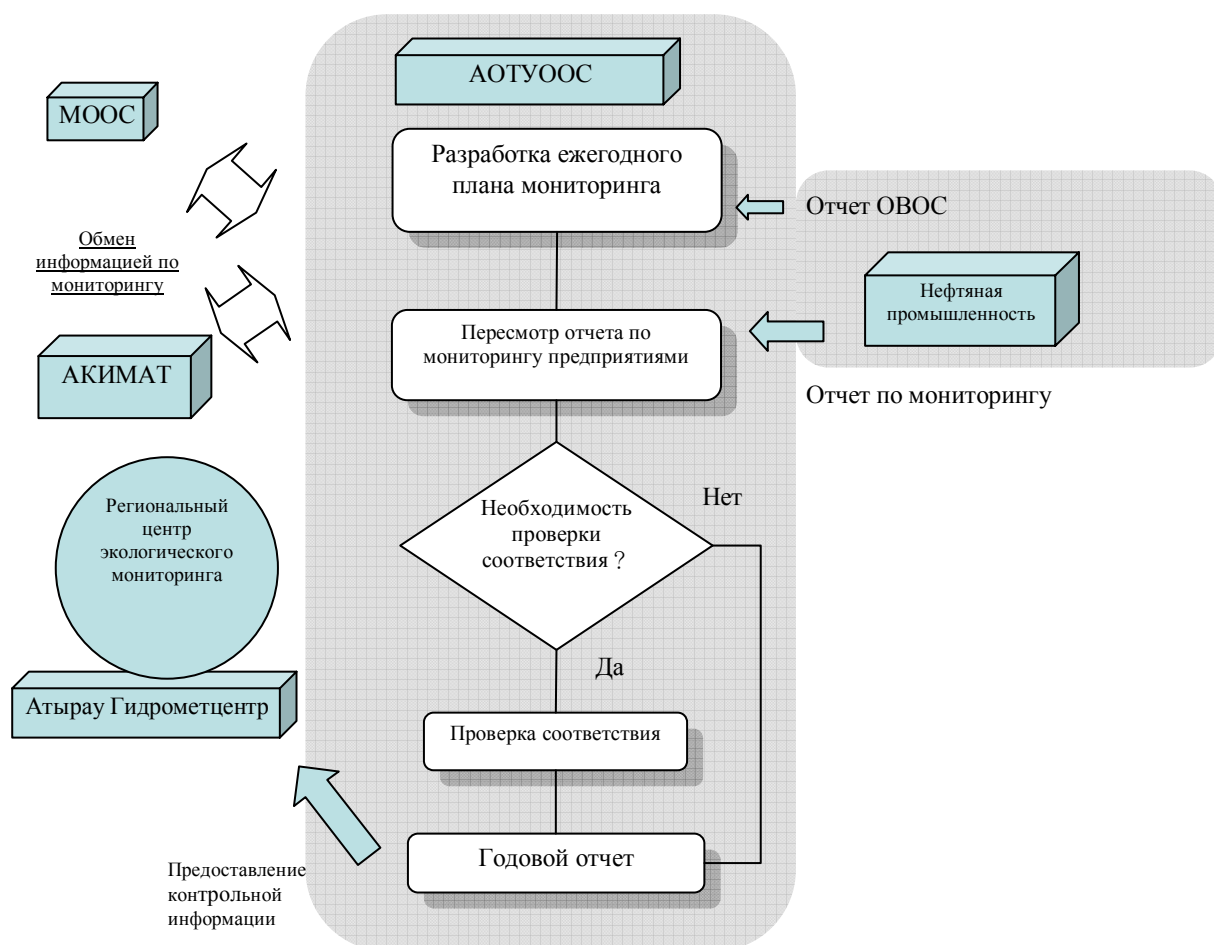 АОТУООС
МООС
Разработка ежегодного
плана мониторинга
Отчет ОВОС
Обмен
информацией по
мониторингу
Нефтяная
промышленность
Пересмотр отчета по
мониторингу предприятиями
АКИМАТ
Отчет по мониторингу
Региональный
центр
экологического
мониторинга
Необходимость
проверки
соответствия ?
Нет
Да
Атырау Гидрометцентр
Проверка соответствия
Годовой отчет
Предоставление
контрольной
информации